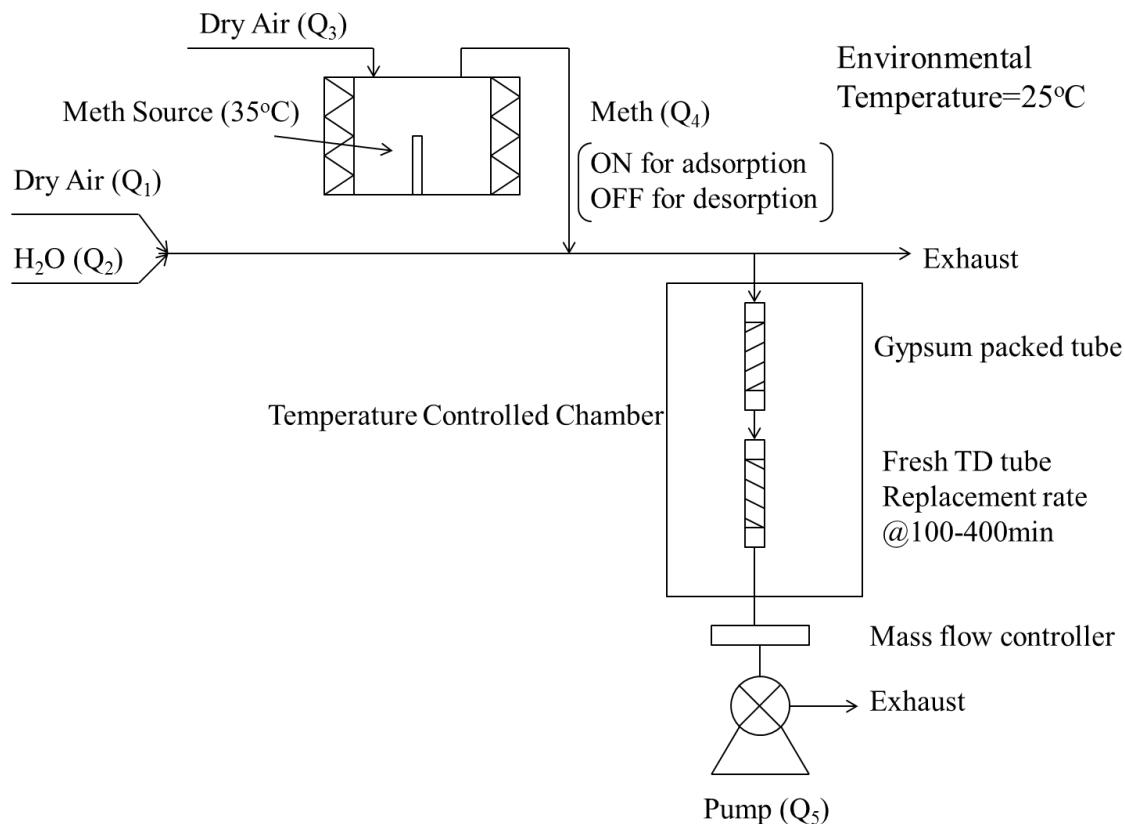 Dry Air (Q₃)
Environmental
Temperature=25°C
Meth Source (35°C)
Meth (Q₄)
ON for adsorption
OFF for desorption
Dry Air (Q₁)
H₂O (Q₂)
Exhaust
Gypsum packed tube
Temperature Controlled Chamber
Fresh TD tube
Replacement rate
@100-400min
Mass flow controller
Exhaust
Pump (Q₅)